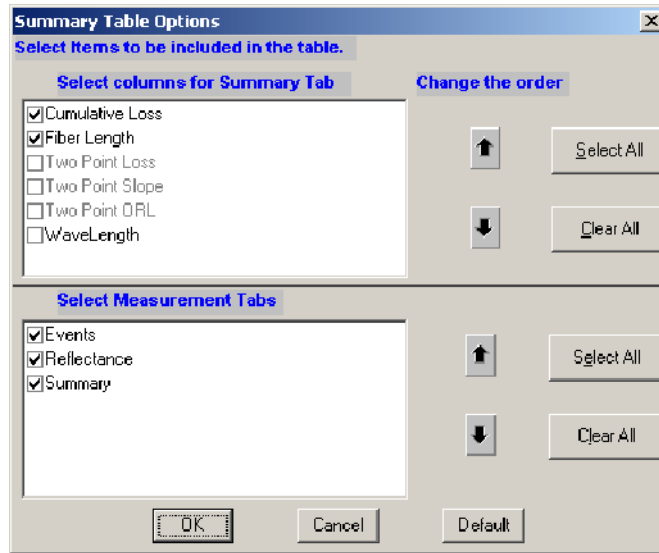 Summary Table Options
Select Items to be included in the table.
Select columns for Summary Tab
Change the order
Cumulative Loss
Fiber Length
Two Point Loss
Two Point Slope
Two Point ORL
WaveLength
Select All
Clear All
Select Measurement Tabs
Events
Reflectance
Summary
Select All
Clear All
OK
Cancel
Default